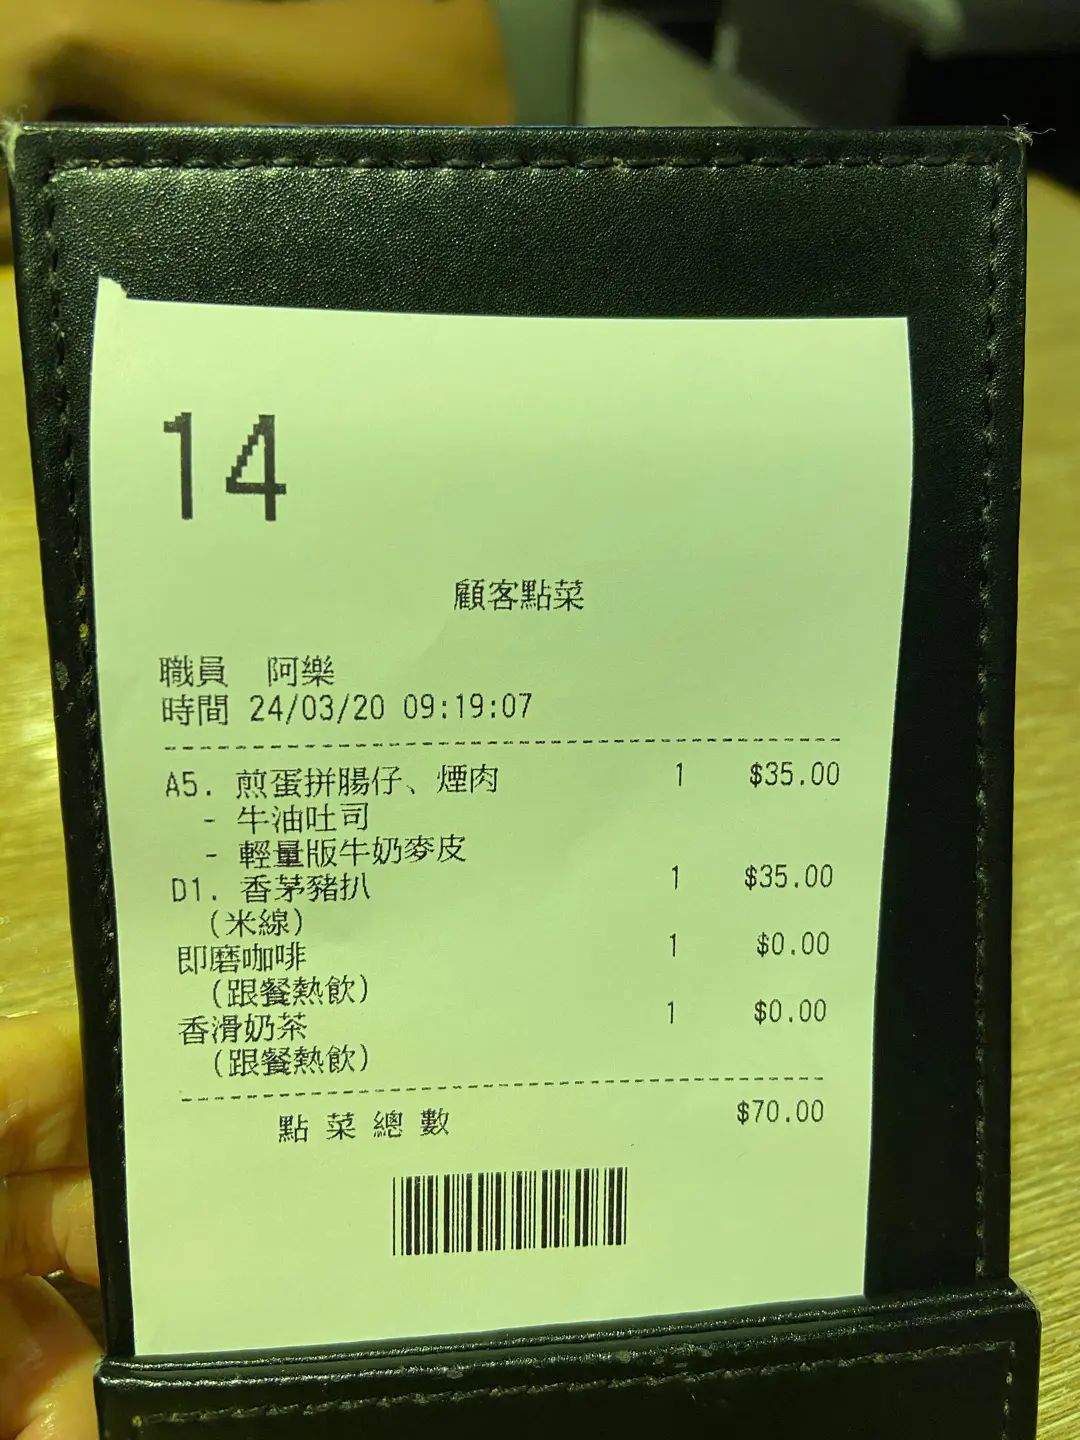 14
顧客點菜
職員 阿樂
時間 24/03/20 09:19:07
A5. 煎蛋拼腸仔、煙肉 1 $35.00
- 牛油吐司
- 輕量版牛奶麥皮
D1. 香茅豬扒 1 $35.00
(米線)
即磨咖啡 1 $0.00
(跟餐熱飲)
香滑奶茶 1 $0.00
(跟餐熱飲)
點菜總數 $70.00